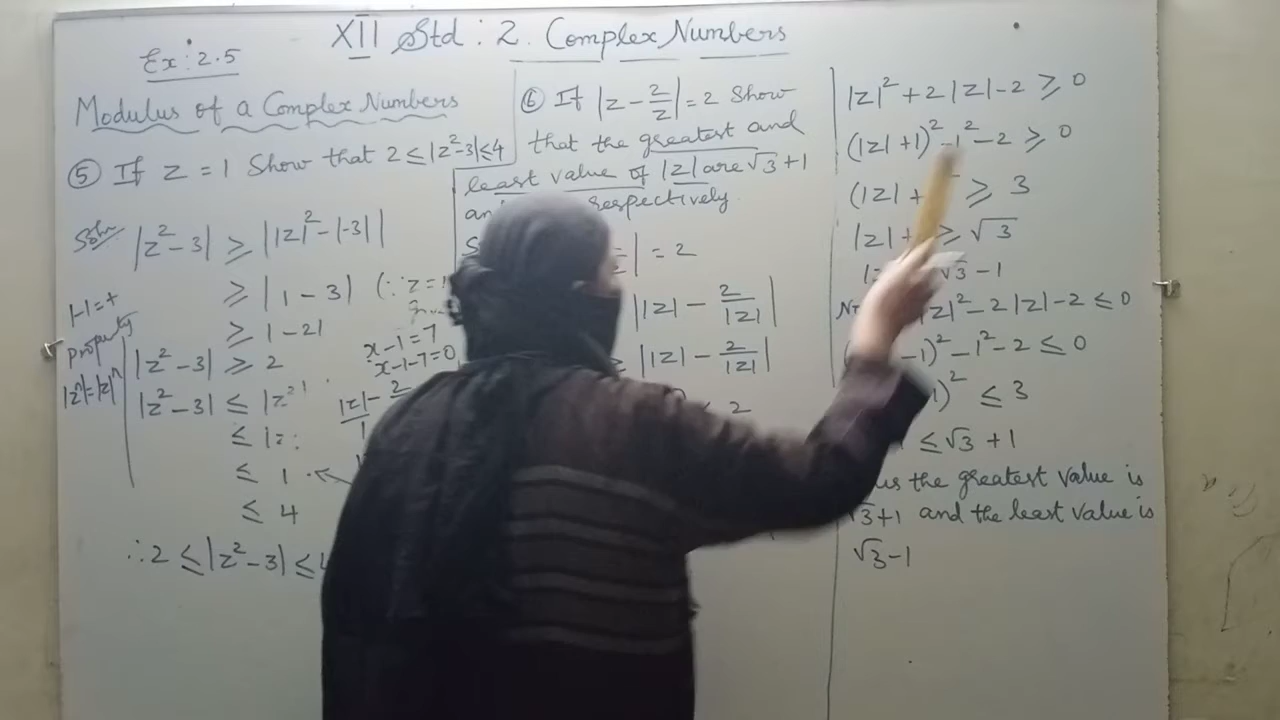 XII Std : 2. Complex Numbers
Ex: 2.5
Modulus of a Complex Numbers
⑤ If z = 1 Show that 2 ≤ |z²-3| ≤ 4
Soln
|z² - 3| ≥ ||z|² - |-3||
≥ | 1 - 3| (∵ z = 1
≥ |-2|
|z² - 3| ≥ 2
|z² - 3| ≤ |z²|
≤ |z
≤ 1
≤ 4
∴ 2 ≤ |z² - 3| ≤ 4
|-| = +
Property
|zⁿ| = |z|ⁿ
x - 1 = 7
x - 1 - 7 = 0
|z| - 2
1
⑥ If |z - 2/z| = 2 Show
that the greatest and
least value of |z| are √3 + 1
respectively
| = 2
||z| - 2/|z||
≥ ||z| - 2/|z||
≤ 2
|z|² + 2|z| - 2 ≥ 0
(|z| + 1)² - 1² - 2 ≥ 0
(|z| + ≥ 3
|z| + ≥ √3
√3 - 1
|z|² - 2|z| - 2 ≤ 0
- 1)² - 1² - 2 ≤ 0
1)² ≤ 3
≤ √3 + 1
the greatest value is
√3 + 1 and the least value is
√3 - 1